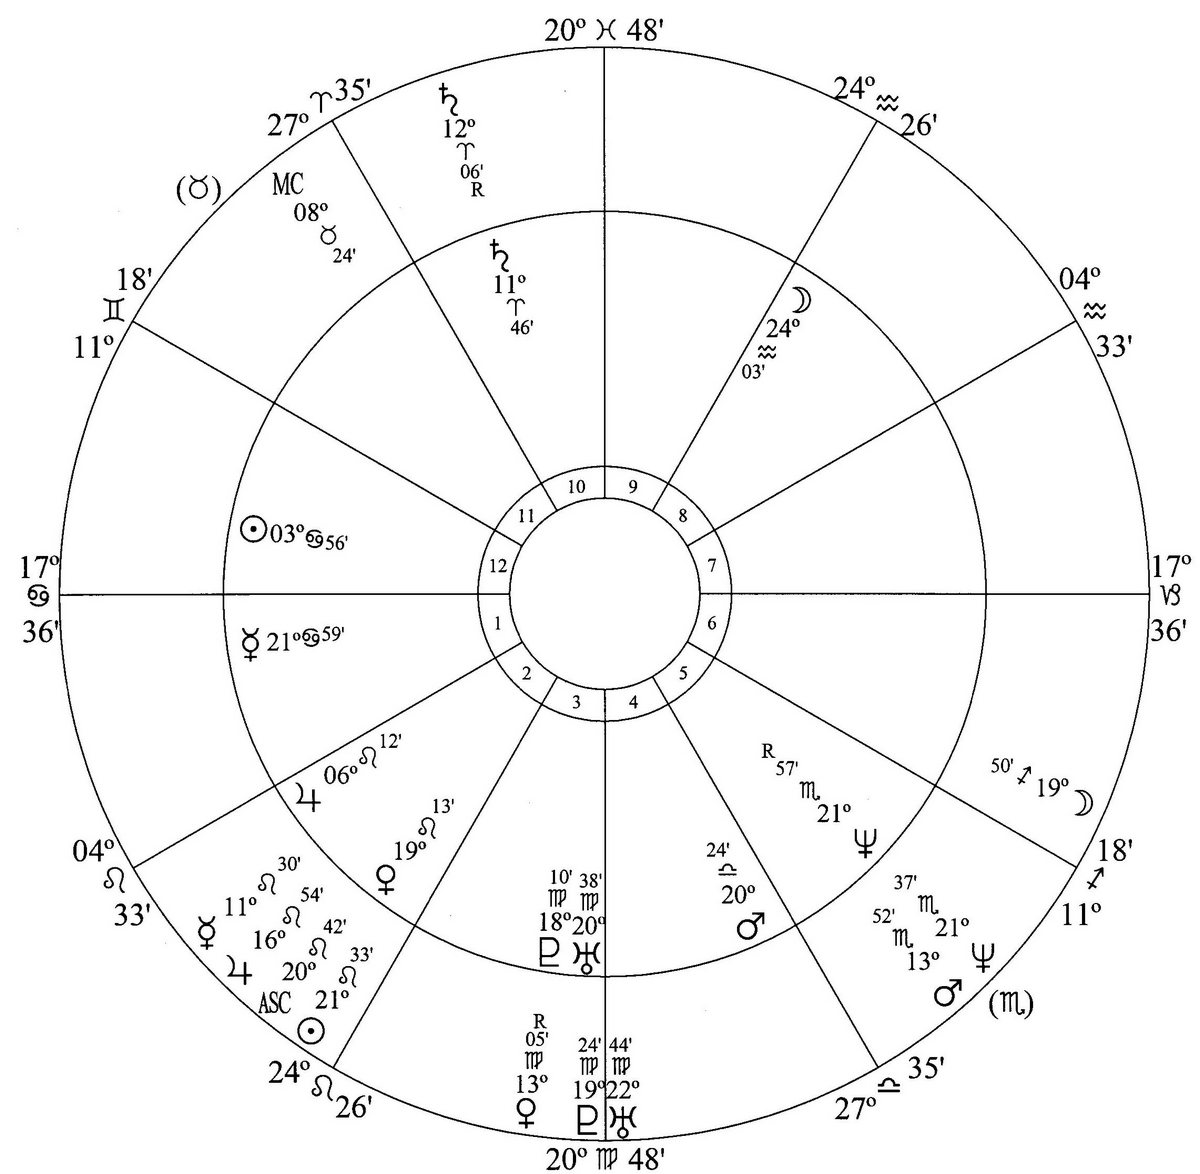 20° ♓ 48'
24° ♒ 26'
04° ♒ 33'
17° ♑ 36'
18' ♐ 11°
(♏)
35' ♎ 27°
20° ♍ 48'
24° ♌ 26'
04° ♌ 33'
17° ♋ 36'
18' ♊ 11°
(♉)
27° ♈ 35'
♄ 12° ♈ 06' R
MC 08° ♉ 24'
☿ 11° ♌ 30'
♃ 16° ♌ 54'
ASC 20° ♌ 42'
☉ 21° ♌ 33'
♀ 13° ♍ 05' R
♇ 19° ♍ 24'
♅ 22° ♍ 44'
♂ 13° ♏ 52'
♆ 21° ♏ 37'
☽ 19° ♐ 50'
♄ 11° ♈ 46'
☽ 24° ♒ 03'
☉ 03° ♋ 56'
☿ 21° ♋ 59'
♃ 06° ♌ 12'
♀ 19° ♌ 13'
♇ 18° ♍ 10'
♅ 20° ♍ 38'
♂ 20° ♎ 24'
♆ 21° ♏ 57' R
1
2
3
4
5
6
7
8
9
10
11
12